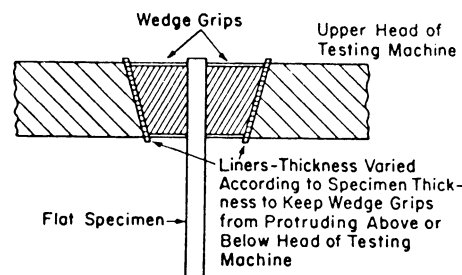 Wedge Grips
Upper Head of
Testing Machine
Liners-Thickness Varied
According to Specimen Thick-
ness to Keep Wedge Grips
from Protruding Above or
Below Head of Testing
Machine
Flat Specimen